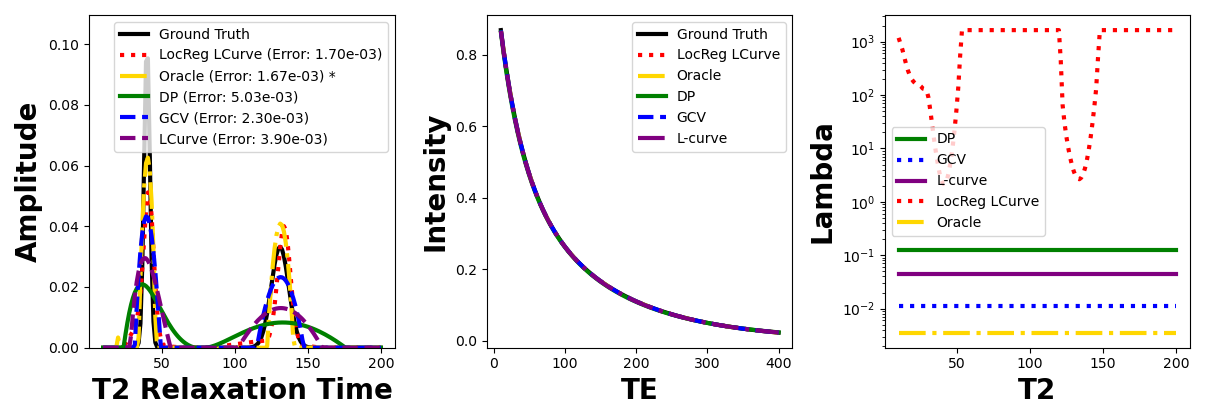 Amplitude
0.10
0.08
0.06
0.04
0.02
0.00
Ground Truth
LocReg LCurve (Error: 1.70e-03)
Oracle (Error: 1.67e-03) *
DP (Error: 5.03e-03)
GCV (Error: 2.30e-03)
LCurve (Error: 3.90e-03)
50 100 150 200
T2 Relaxation Time
Intensity
0.8
0.6
0.4
0.2
0.0
Ground Truth
LocReg LCurve
Oracle
DP
GCV
L-curve
0 100 200 300 400
TE
Lambda
10³
10²
10¹
10⁰
10⁻¹
10⁻²
DP
GCV
L-curve
LocReg LCurve
Oracle
50 100 150 200
T2